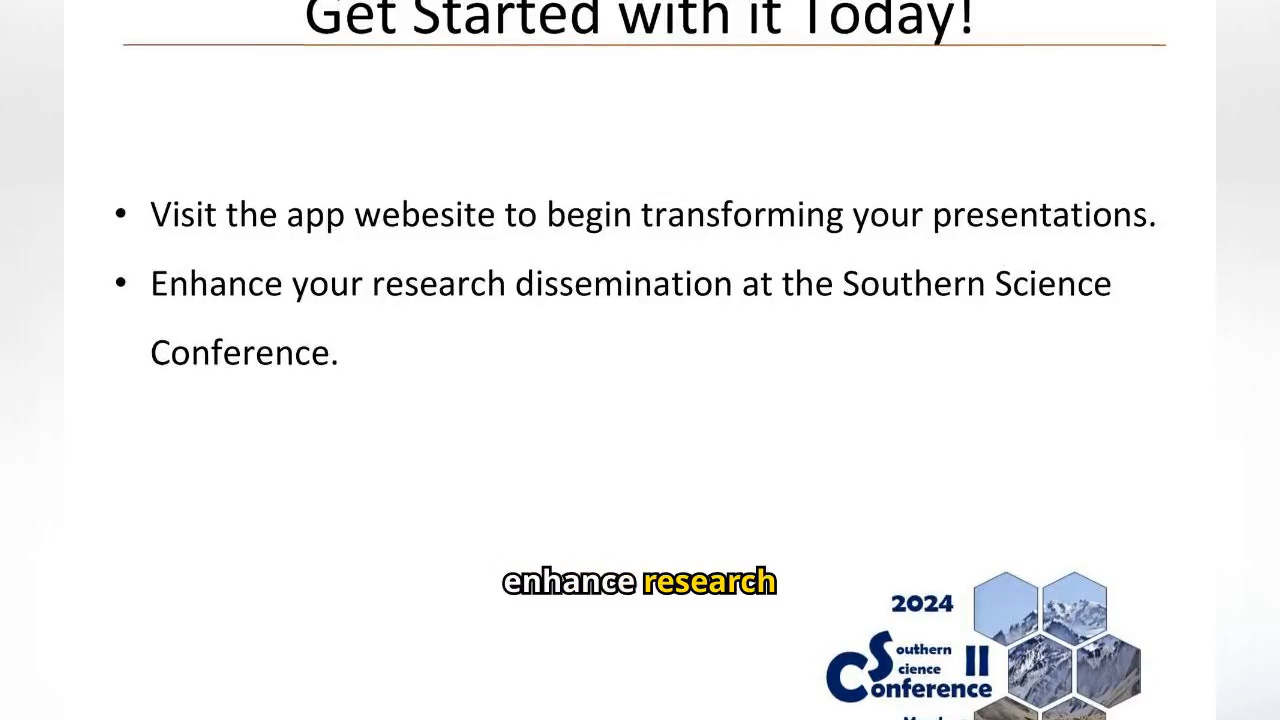 Get Started with it Today!
• Visit the app webesite to begin transforming your presentations.
• Enhance your research dissemination at the Southern Science
Conference.
enhance research
2024
Southern
Science II
Conference